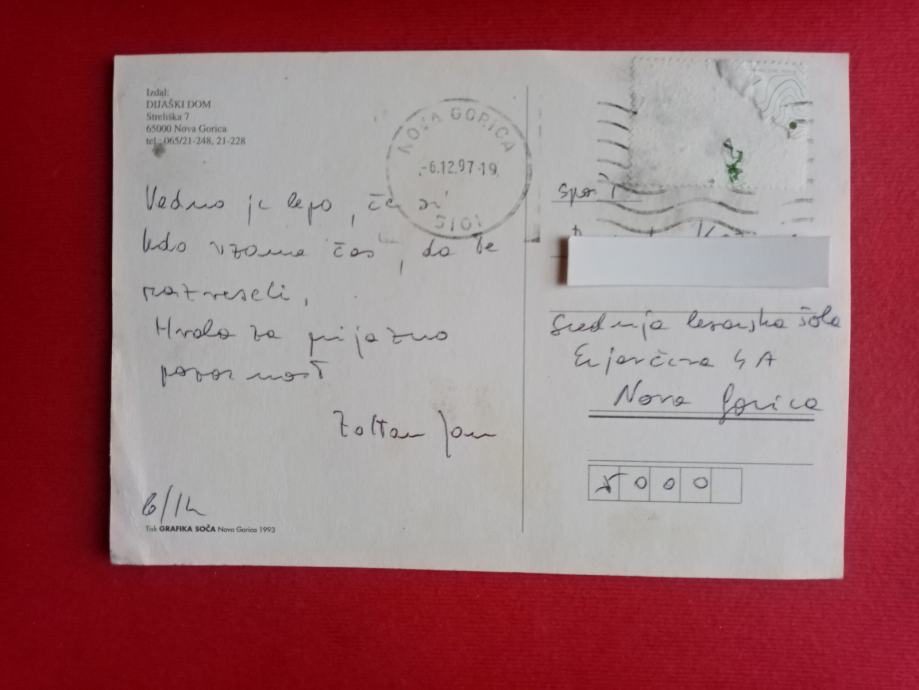 Izdal:
DIJAŠKI DOM
Streliška 7
65000 Nova Gorica
tel.: 065/21-248, 21-228
NOVA GORICA
-6.12.97-19
5101
Vedno je lepo, če si
kdo vzame čas, da te
razveseli,
Hvala za prijazno
pozornost
Zoltan Jan
6/12
Tisk GRAFIKA SOČA Nova Gorica 1993
Spoš.
Srednja lesarska šola
Erjavčeva 4A
Nova Gorica
5000